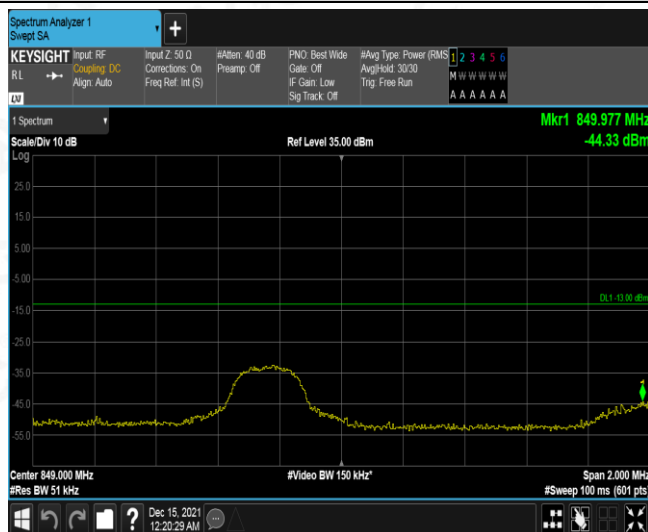 Spectrum Analyzer 1
Swept SA
+
KEYSIGHT
RL
LXI
Input: RF
Coupling: DC
Align: Auto
Input Z: 50 Ω
Corrections: On
Freq Ref: Int (S)
#Atten: 40 dB
Preamp: Off
PNO: Best Wide
Gate: Off
IF Gain: Low
Sig Track: Off
#Avg Type: Power (RMS
Avg|Hold: 30/30
Trig: Free Run
1 2 3 4 5 6
M W W W W W
A A A A A A
1 Spectrum
Mkr1 849.977 MHz
-44.33 dBm
Scale/Div 10 dB
Ref Level 35.00 dBm
Log
25.0
15.0
5.00
-5.00
DL1 -13.00 dBm
-15.0
-25.0
-35.0
-45.0
-55.0
Center 849.000 MHz
#Video BW 150 kHz*
Span 2.000 MHz
#Res BW 51 kHz
#Sweep 100 ms (601 pts)
?
Dec 15, 2021
12:20:29 AM